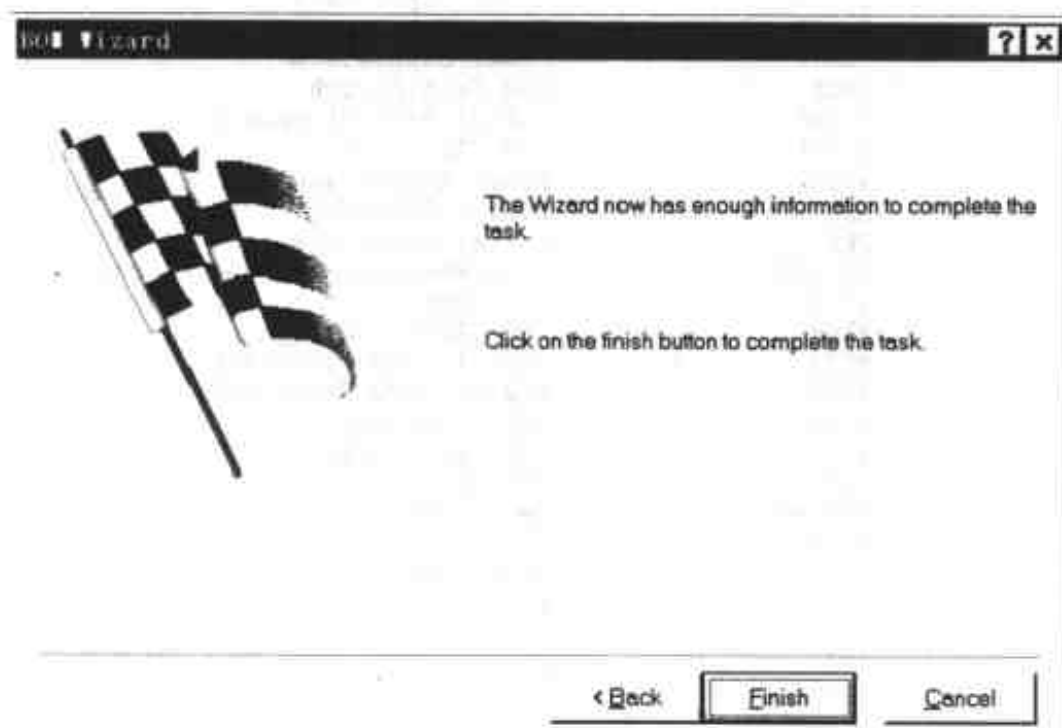 BOM Wizard
The Wizard now has enough information to complete the
task.
Click on the finish button to complete the task.
< Back
Finish
Cancel